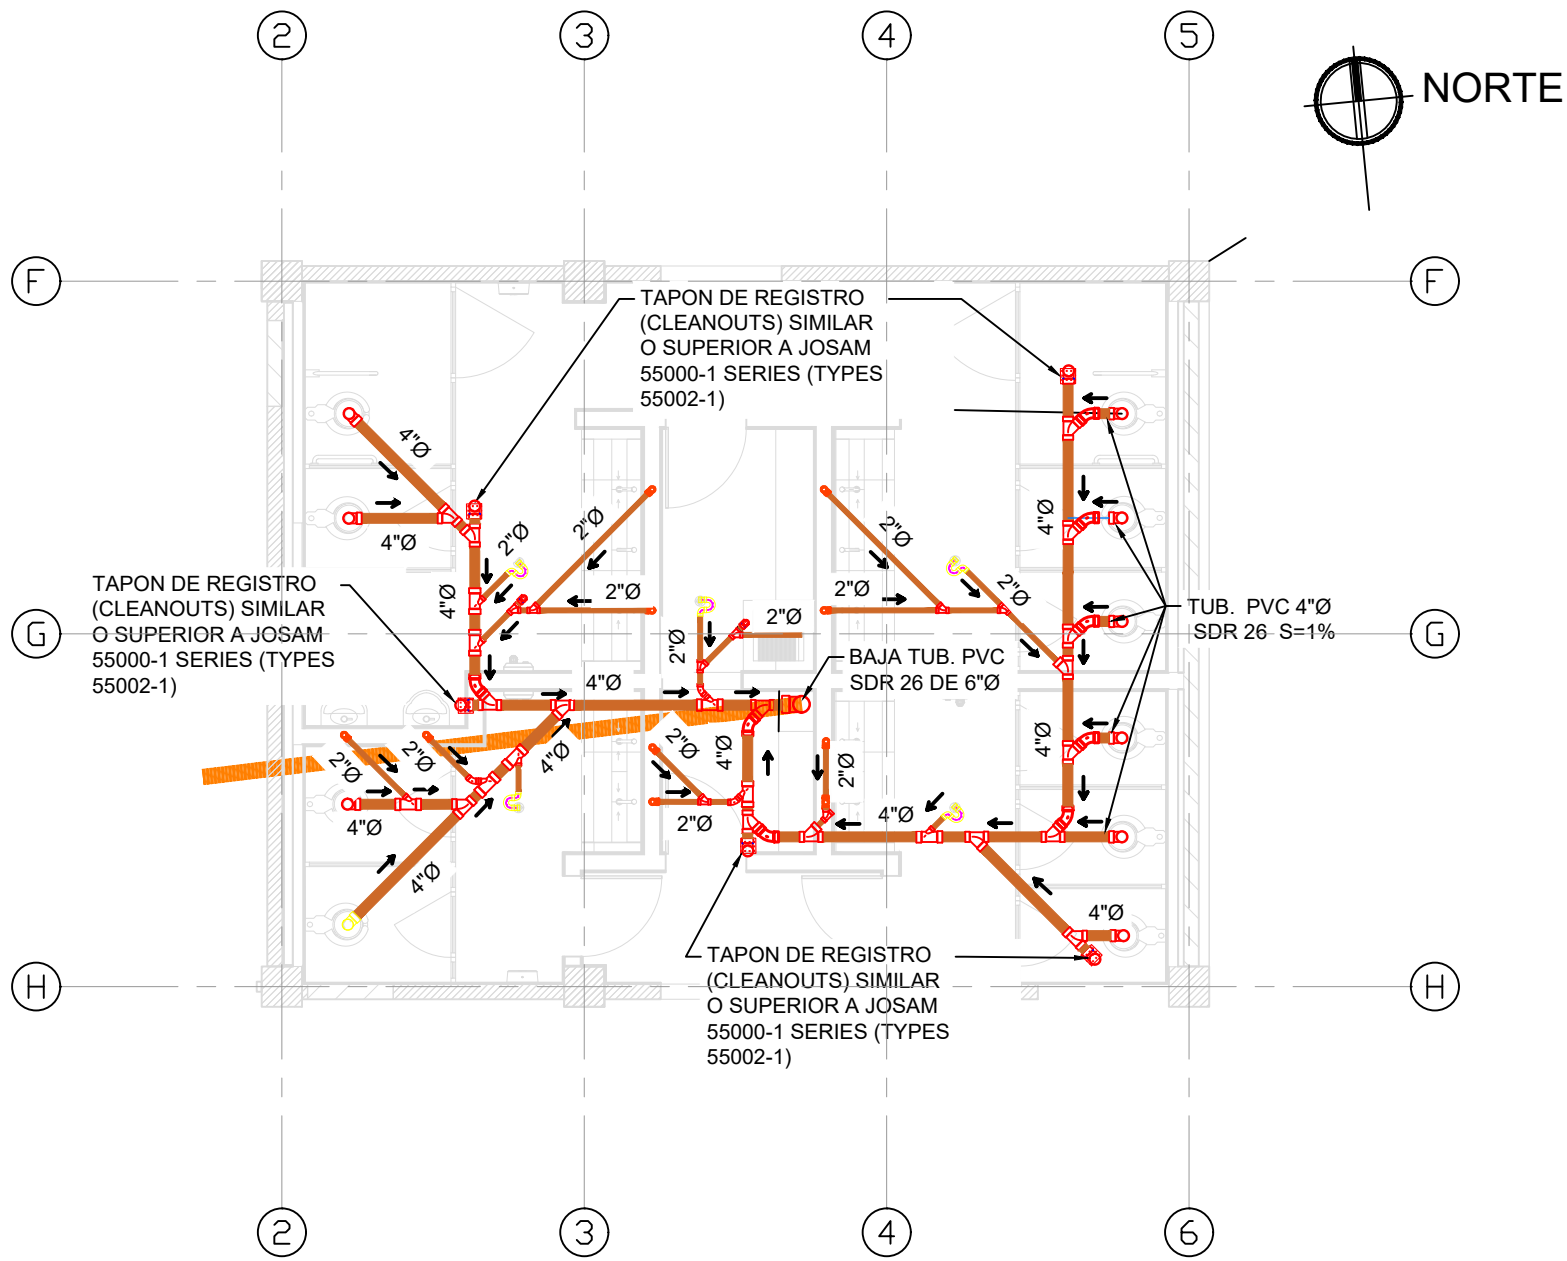 2
3
4
5
NORTE
F
F
TAPON DE REGISTRO
(CLEANOUTS) SIMILAR
O SUPERIOR A JOSAM
55000-1 SERIES (TYPES
55002-1)
4"Ø
4"Ø
2"Ø
2"Ø
2"Ø
4"Ø
2"Ø
2"Ø
2"Ø
4"Ø
TAPON DE REGISTRO
(CLEANOUTS) SIMILAR
O SUPERIOR A JOSAM
55000-1 SERIES (TYPES
55002-1)
TUB. PVC 4"Ø
SDR 26 S=1%
G
G
2"Ø
2"Ø
BAJA TUB. PVC
SDR 26 DE 6"Ø
4"Ø
2"Ø
2"Ø
4"Ø
2"Ø
4"Ø
2"Ø
4"Ø
4"Ø
2"Ø
4"Ø
4"Ø
4"Ø
TAPON DE REGISTRO
(CLEANOUTS) SIMILAR
O SUPERIOR A JOSAM
55000-1 SERIES (TYPES
55002-1)
H
H
2
3
4
6